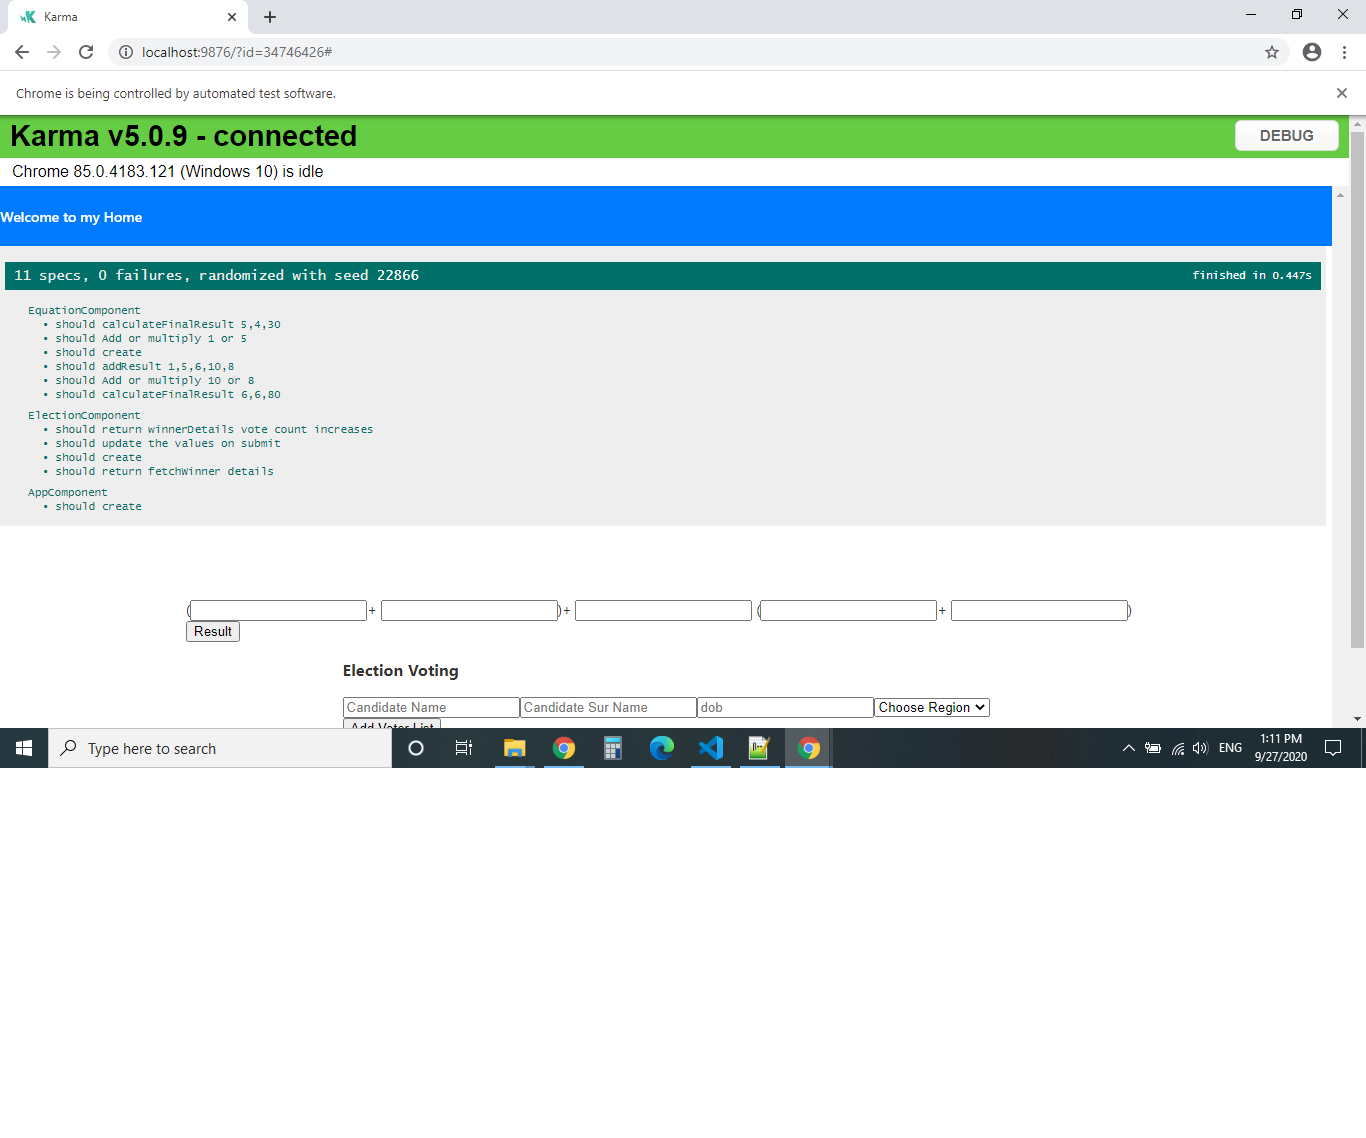 Karma
localhost:9876/?id=34746426#
Chrome is being controlled by automated test software.
Karma v5.0.9 - connected
DEBUG
Chrome 85.0.4183.121 (Windows 10) is idle
Welcome to my Home
11 specs, 0 failures, randomized with seed 22866
finished in 0.447s
EquationComponent
• should calculateFinalResult 5,4,30
• should Add or multiply 1 or 5
• should create
• should addResult 1,5,6,10,8
• should Add or multiply 10 or 8
• should calculateFinalResult 6,6,80
ElectionComponent
• should return winnerDetails vote count increases
• should update the values on submit
• should create
• should return fetchWinner details
AppComponent
• should create
( + )+ ( + )
Result
Election Voting
Candidate Name Candidate Sur Name dob Choose Region
Add Voter List
Type here to search
ENG
1:11 PM
9/27/2020